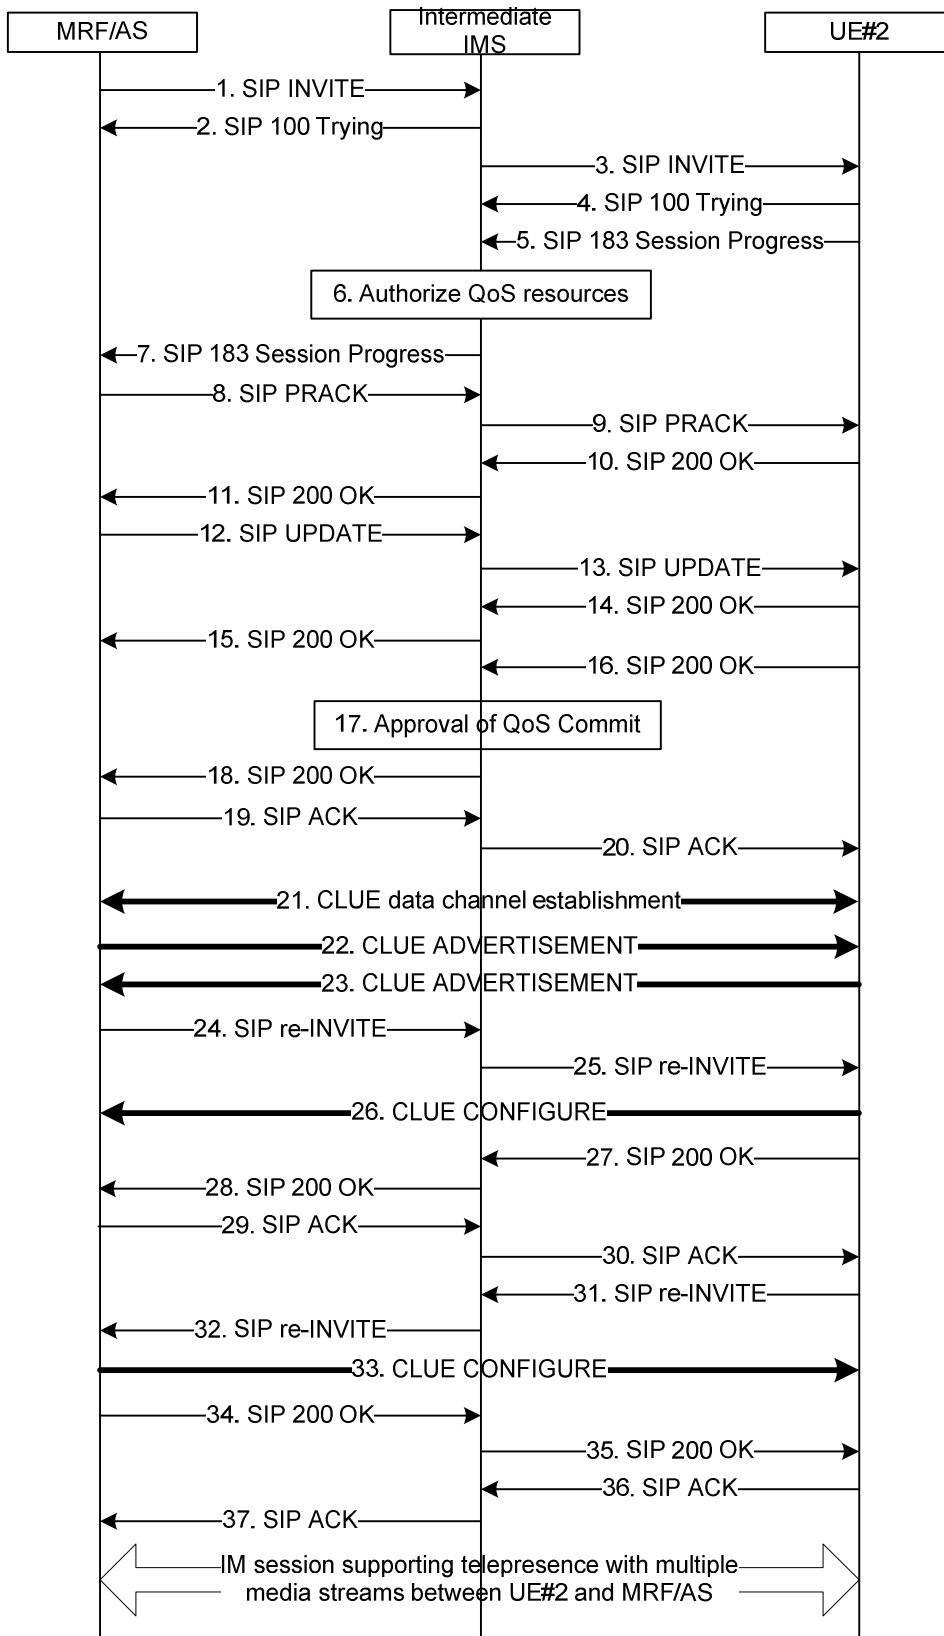 MRF/AS
Intermediate
IMS
UE#2
1. SIP INVITE
2. SIP 100 Trying
3. SIP INVITE
4. SIP 100 Trying
5. SIP 183 Session Progress
6. Authorize QoS resources
7. SIP 183 Session Progress
8. SIP PRACK
9. SIP PRACK
10. SIP 200 OK
11. SIP 200 OK
12. SIP UPDATE
13. SIP UPDATE
14. SIP 200 OK
15. SIP 200 OK
16. SIP 200 OK
17. Approval of QoS Commit
18. SIP 200 OK
19. SIP ACK
20. SIP ACK
21. CLUE data channel establishment
22. CLUE ADVERTISEMENT
23. CLUE ADVERTISEMENT
24. SIP re-INVITE
25. SIP re-INVITE
26. CLUE CONFIGURE
27. SIP 200 OK
28. SIP 200 OK
29. SIP ACK
30. SIP ACK
31. SIP re-INVITE
32. SIP re-INVITE
33. CLUE CONFIGURE
34. SIP 200 OK
35. SIP 200 OK
36. SIP ACK
37. SIP ACK
IM session supporting telepresence with multiple
media streams between UE#2 and MRF/AS